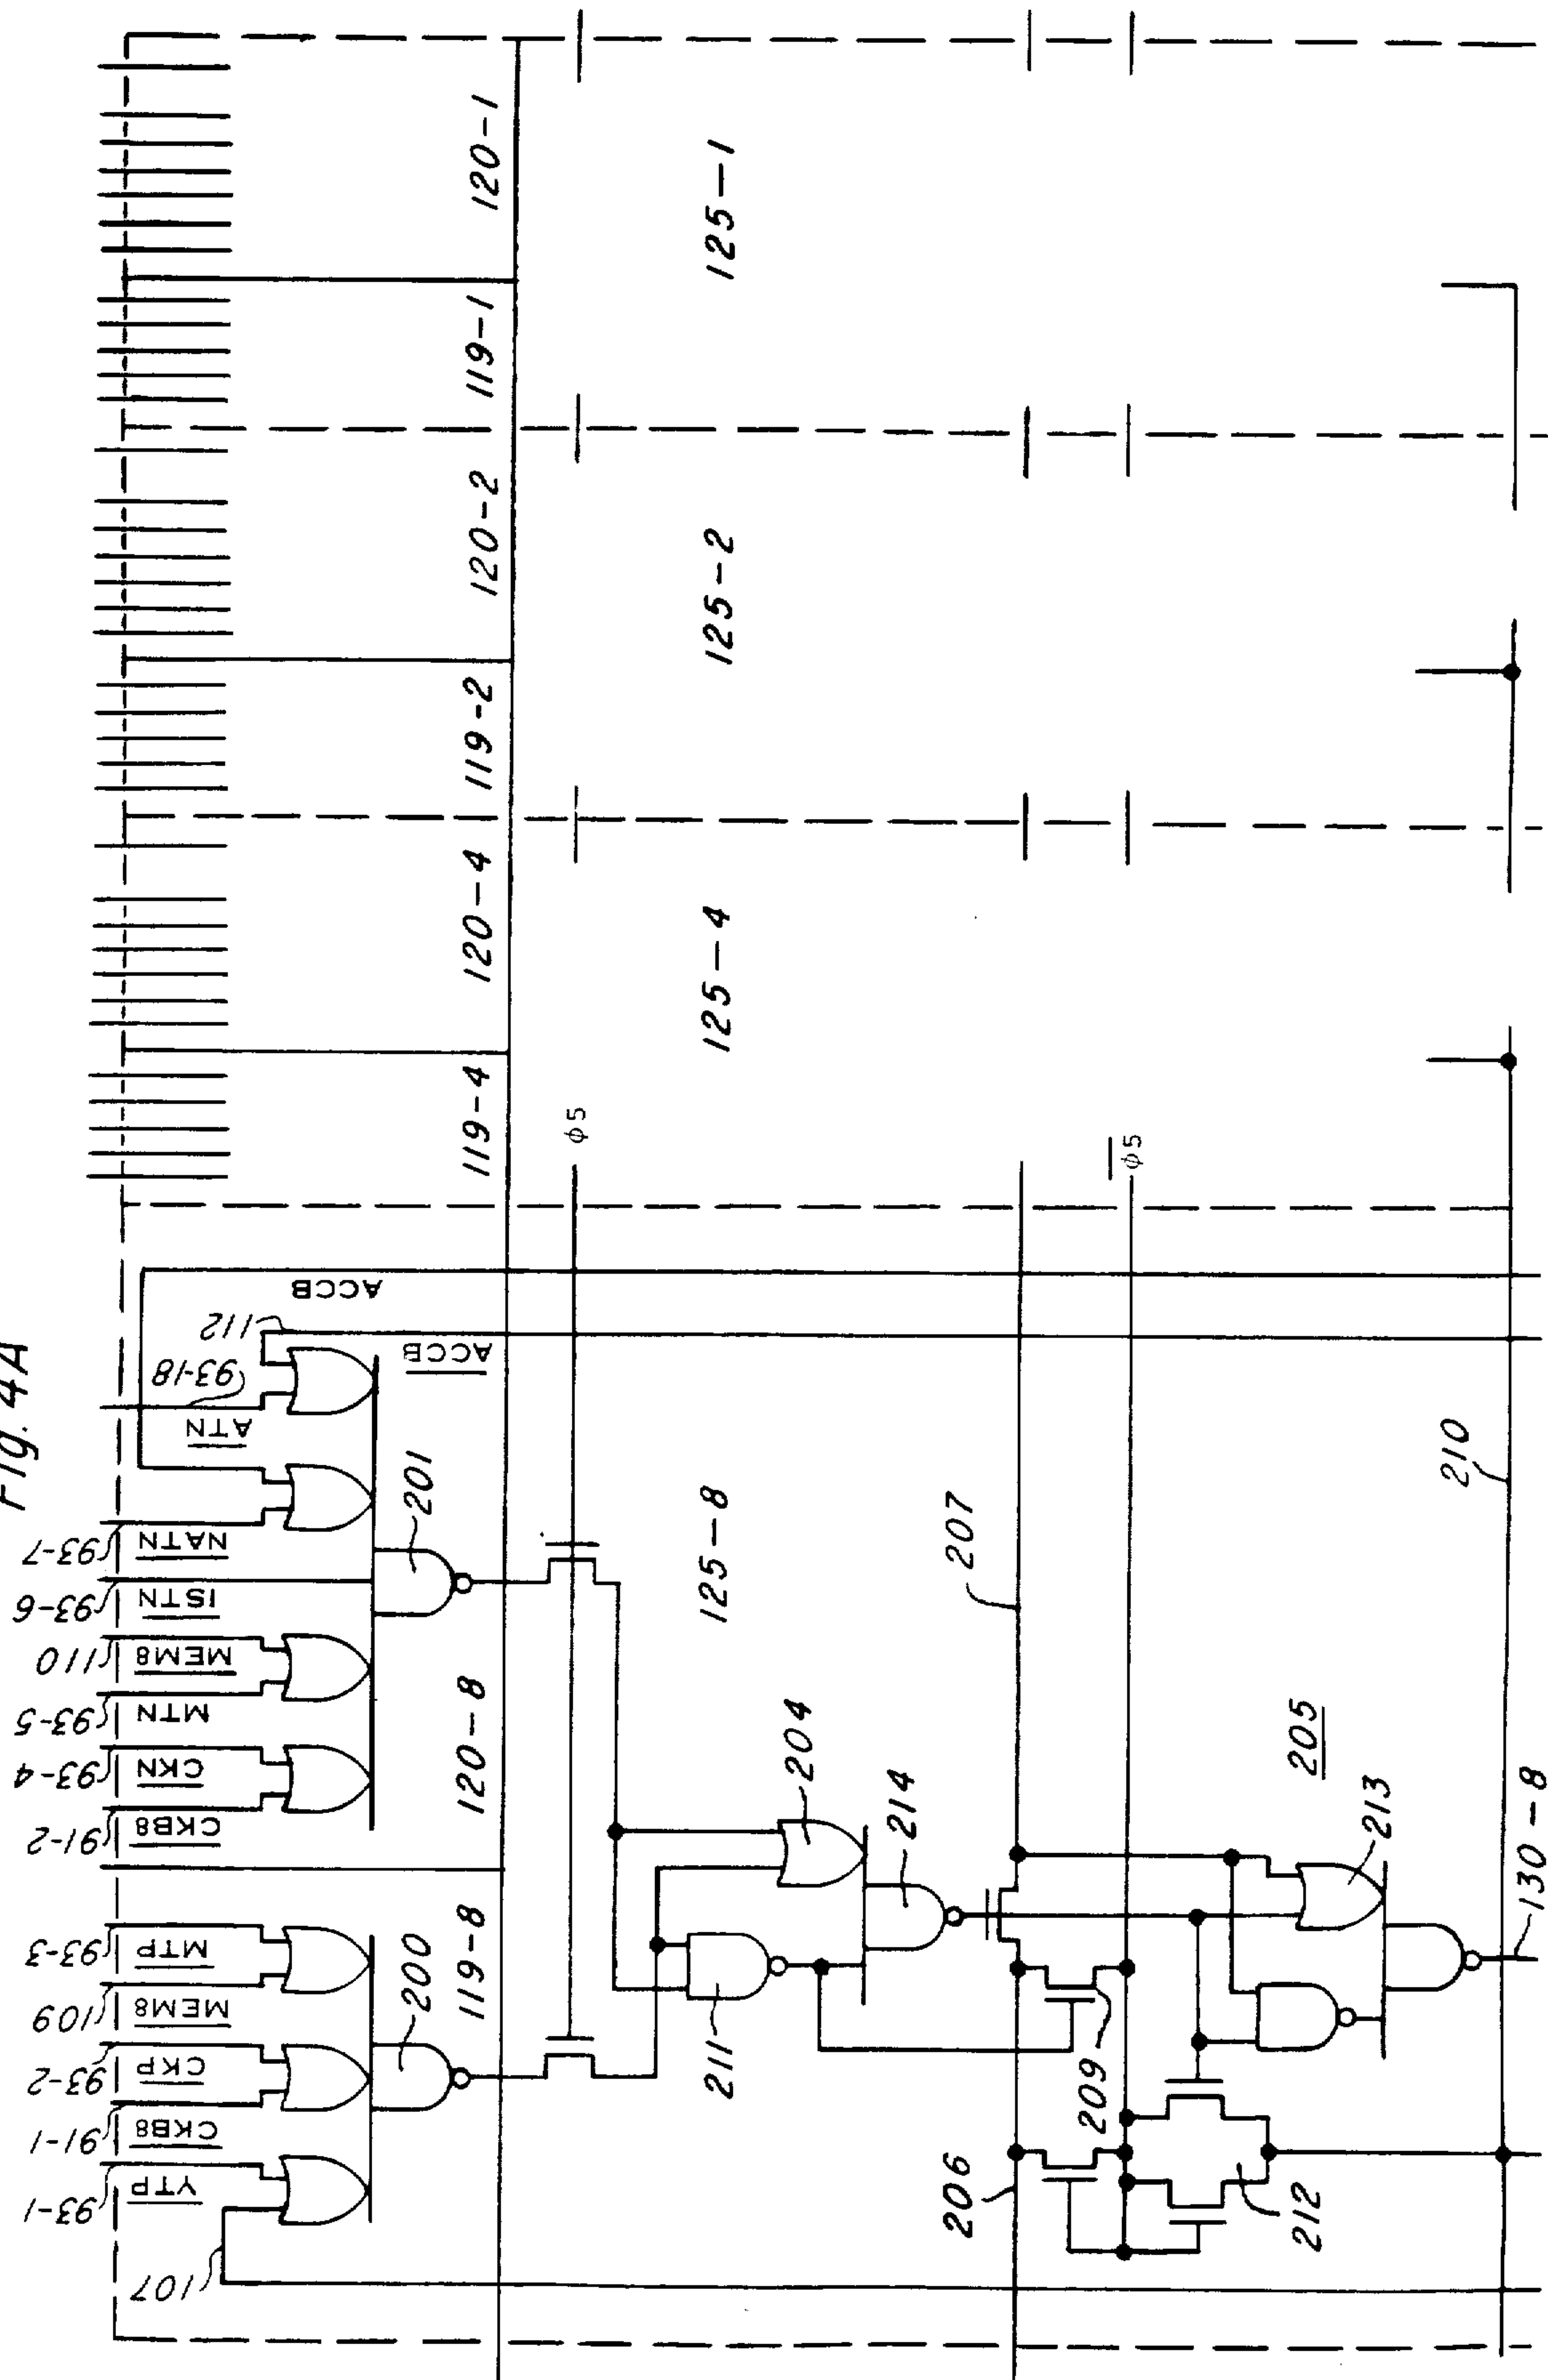 Fig. 4A
93-1
YTP
91-1
CKB8
93-2
CKP
109
MEM8
93-3
MTP
91-2
CKB8
93-4
CKN
93-5
MTN
110
MEM8
93-6
ISTN
93-7
NATN
ATN
93-18
112
ACCB
ACCB
107
200
201
119-8
120-8
119-4
120-4
119-2
120-2
119-1
120-1
φ5
125-8
125-4
125-2
125-1
211
204
214
206
207
209
φ5
212
205
213
210
130-8